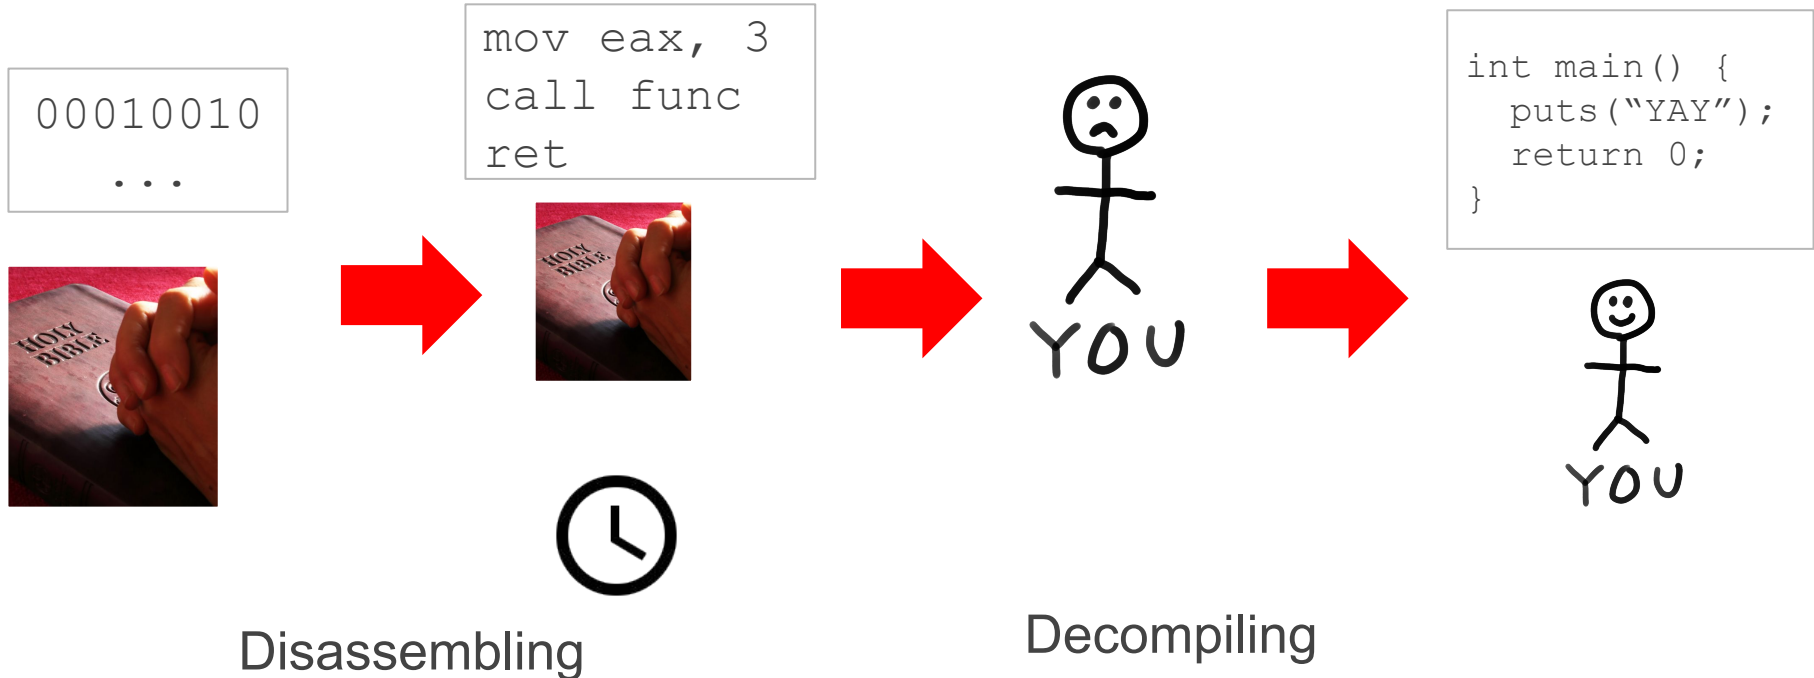 00010010
...
HOLY
BIBLE
mov eax, 3
call func
ret
HOLY
BIBLE
YOU
int main() {
  puts(“YAY”);
  return 0;
}
YOU
Disassembling
Decompiling